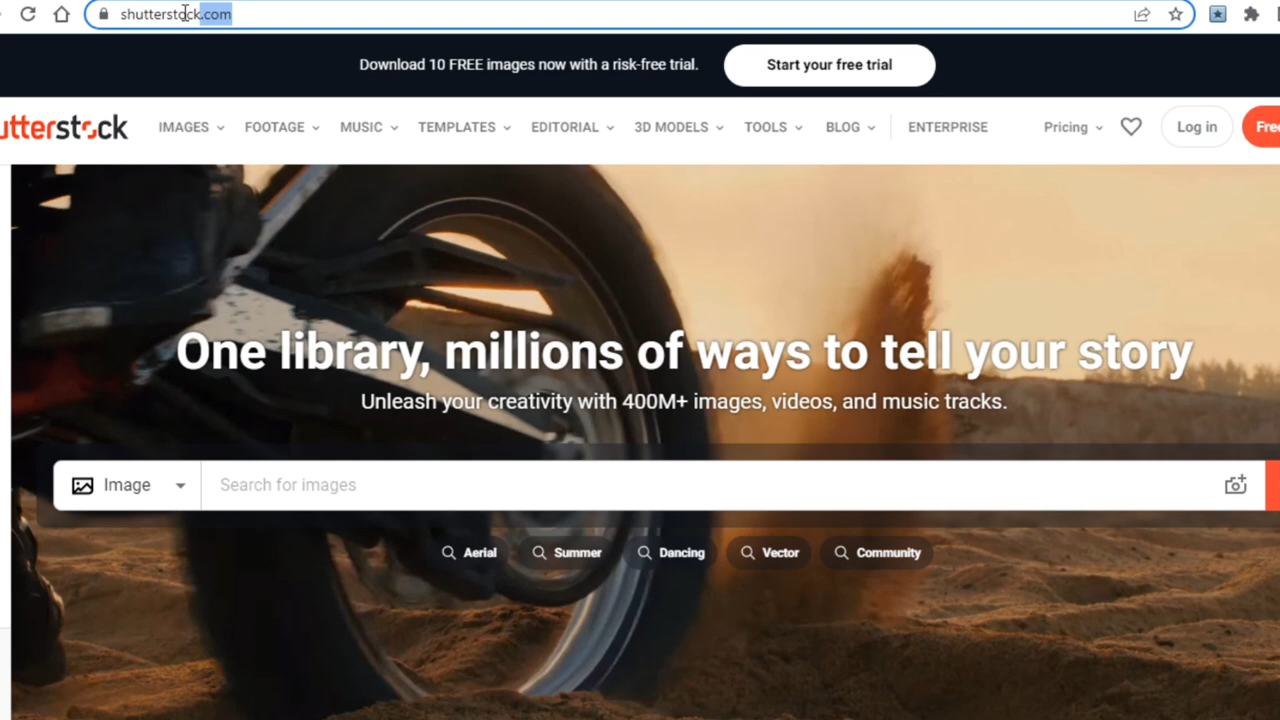 shutterstock.com
Download 10 FREE images now with a risk-free trial. Start your free trial
utterstock IMAGES FOOTAGE MUSIC TEMPLATES EDITORIAL 3D MODELS TOOLS BLOG ENTERPRISE Pricing Log in Free
One library, millions of ways to tell your story
Unleash your creativity with 400M+ images, videos, and music tracks.
Image Search for images
Aerial Summer Dancing Vector Community